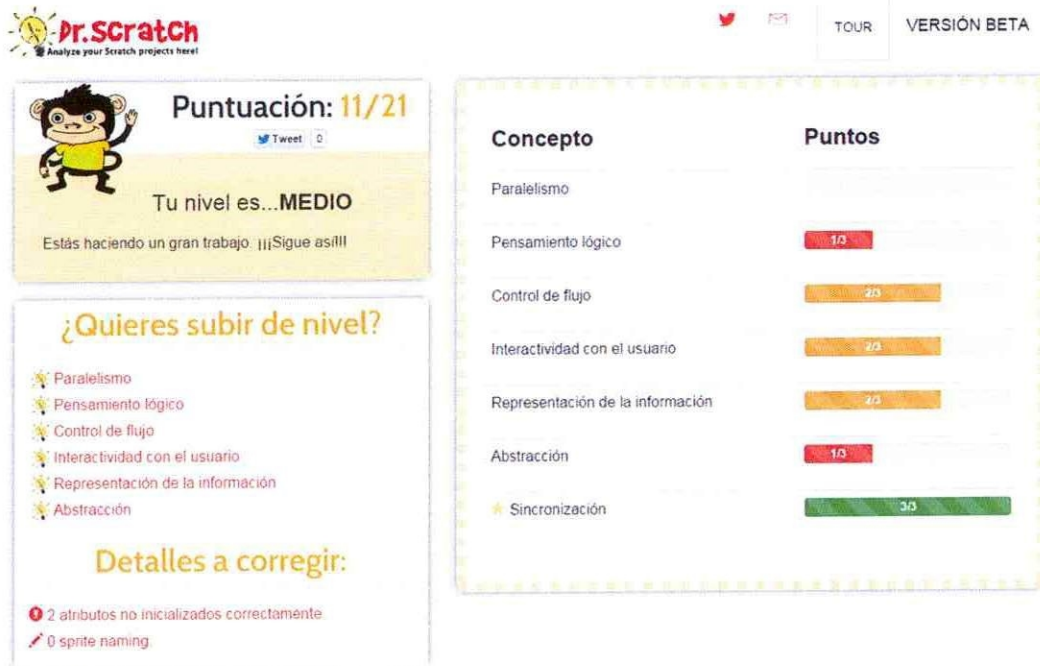 Dr.Scratch
Analyze your Scratch projects here!
TOUR
VERSIÓN BETA
Puntuación: 11/21
Tweet 0
Tu nivel es...MEDIO
Estás haciendo un gran trabajo. ¡¡¡Sigue así!!!
¿Quieres subir de nivel?
Paralelismo
Pensamiento lógico
Control de flujo
Interactividad con el usuario
Representación de la información
Abstracción
Detalles a corregir:
2 atributos no inicializados correctamente.
0 sprite naming.
Concepto Puntos
Paralelismo
Pensamiento lógico 1/3
Control de flujo 2/3
Interactividad con el usuario 2/3
Representación de la información 2/3
Abstracción 1/3
Sincronización 3/3